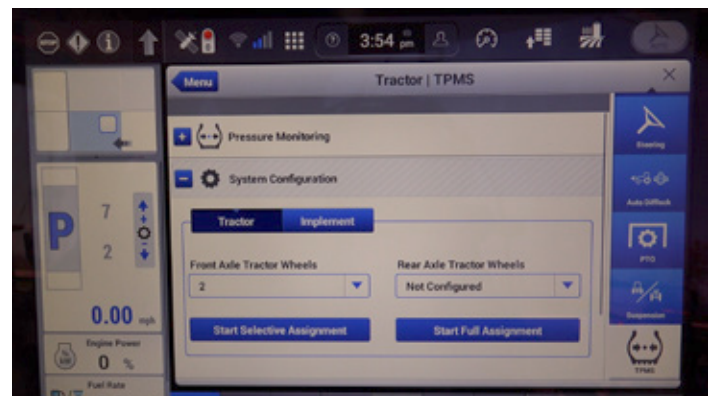 STOP
3:54 pm
Menu
Tractor | TPMS
Pressure Monitoring
System Configuration
Tractor
Implement
Front Axle Tractor Wheels
Rear Axle Tractor Wheels
2
Not Configured
Start Selective Assignment
Start Full Assignment
Steering
Auto Difflock
PTO
Suspension
TPMS
P
7
2
0.00 mph
Engine Power
0 %
Fuel Rate